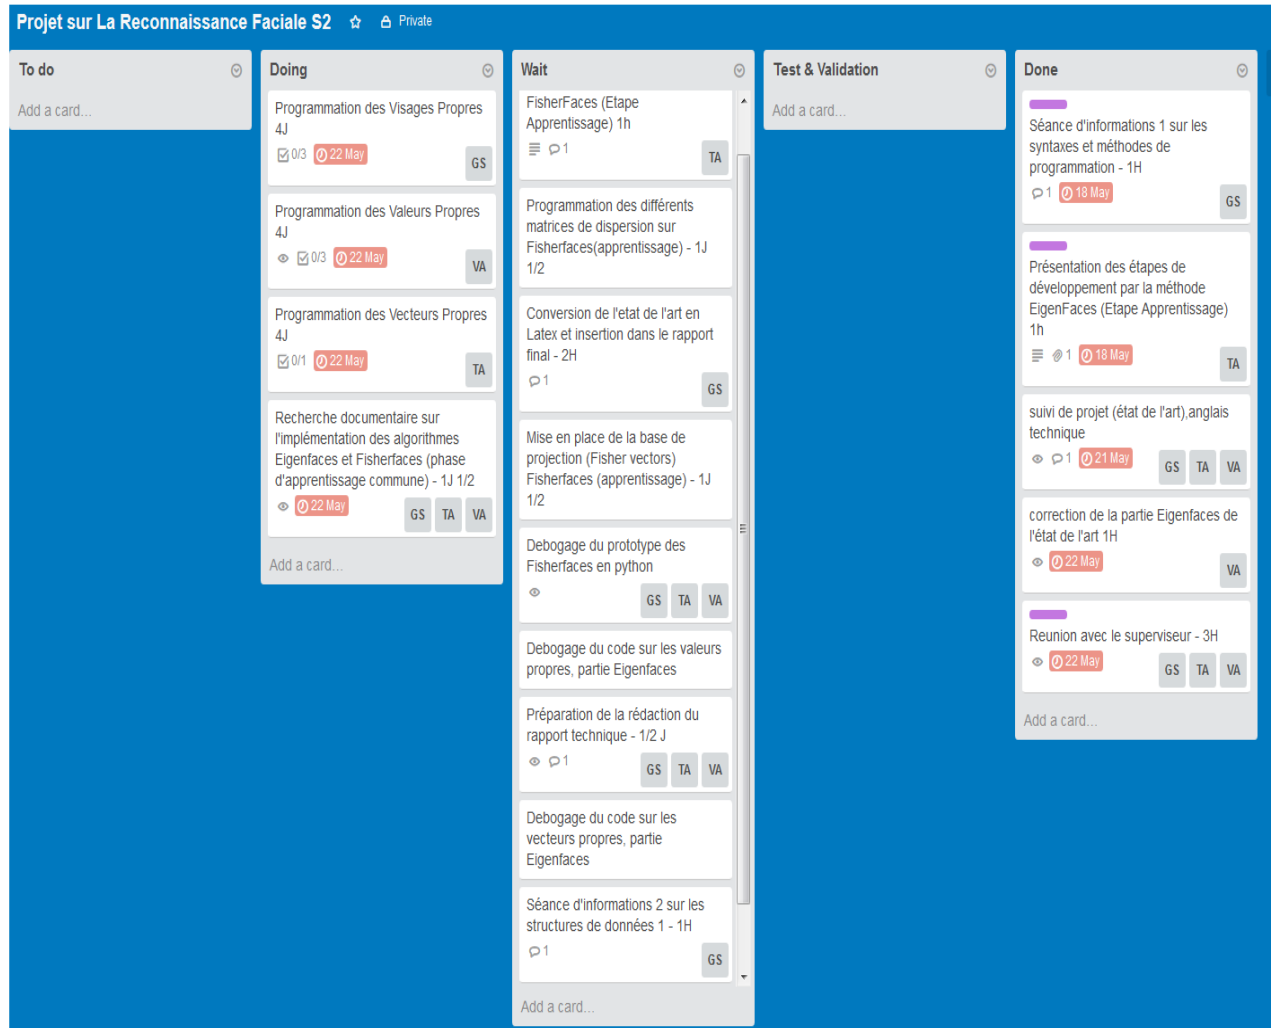 Projet sur La Reconnaissance Faciale S2 Private
To do
Add a card...
Doing
Programmation des Visages Propres
4J
0/3 22 May
GS
Programmation des Valeurs Propres
4J
0/3 22 May
VA
Programmation des Vecteurs Propres
4J
0/1 22 May
TA
Recherche documentaire sur
l'implémentation des algorithmes
Eigenfaces et Fisherfaces (phase
d'apprentissage commune) - 1J 1/2
22 May
GS TA VA
Add a card...
Wait
FisherFaces (Etape
Apprentissage) 1h
1
TA
Programmation des différents
matrices de dispersion sur
Fisherfaces(apprentissage) - 1J
1/2
Conversion de l'etat de l'art en
Latex et insertion dans le rapport
final - 2H
1
GS
Mise en place de la base de
projection (Fisher vectors)
Fisherfaces (apprentissage) - 1J
1/2
Debogage du prototype des
Fisherfaces en python
GS TA VA
Debogage du code sur les valeurs
propres, partie Eigenfaces
Préparation de la rédaction du
rapport technique - 1/2 J
1
GS TA VA
Debogage du code sur les
vecteurs propres, partie
Eigenfaces
Séance d'informations 2 sur les
structures de données 1 - 1H
1
GS
Add a card...
Test & Validation
Add a card...
Done
Séance d'informations 1 sur les
syntaxes et méthodes de
programmation - 1H
1 18 May
GS
Présentation des étapes de
développement par la méthode
EigenFaces (Etape Apprentissage)
1h
1 18 May
TA
suivi de projet (état de l'art),anglais
technique
1 21 May
GS TA VA
correction de la partie Eigenfaces de
l'état de l'art 1H
22 May
VA
Reunion avec le superviseur - 3H
22 May
GS TA VA
Add a card...